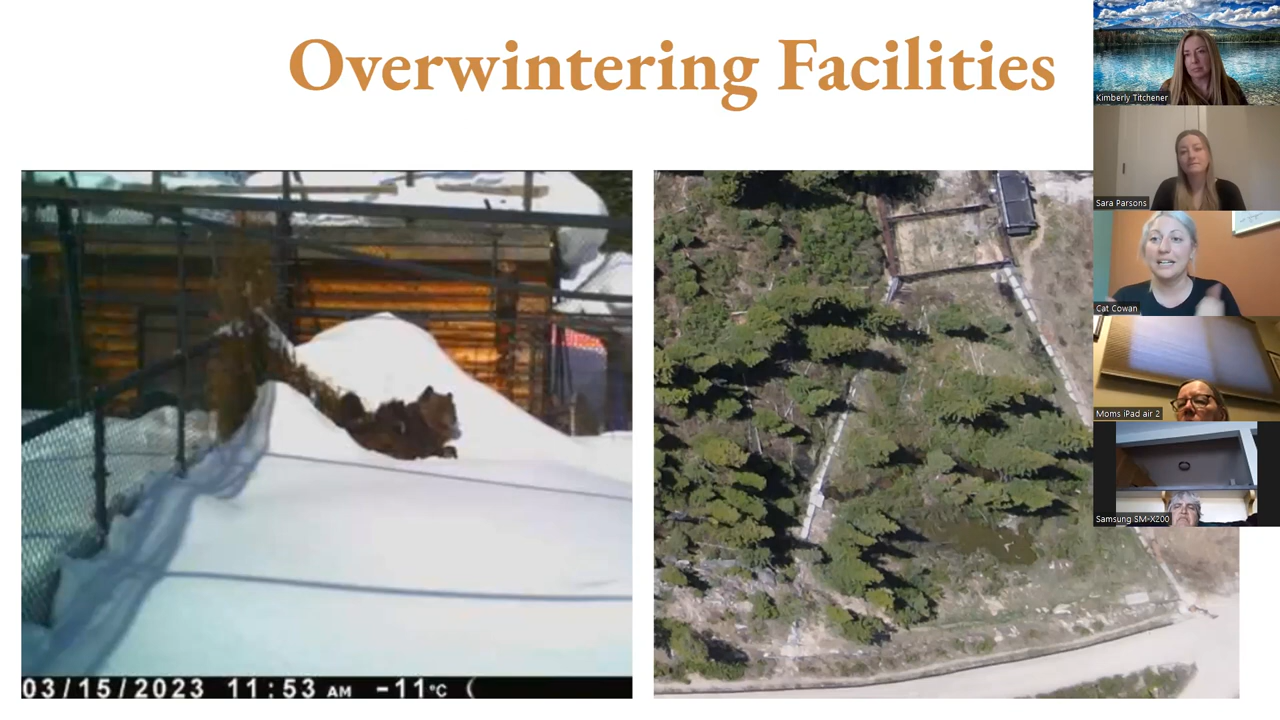 Overwintering Facilities
03/15/2023 11:53 AM -11°C
Kimberly Titchener
Sara Parsons
Cat Cowan
Moms iPad air 2
Samsung SM-X200